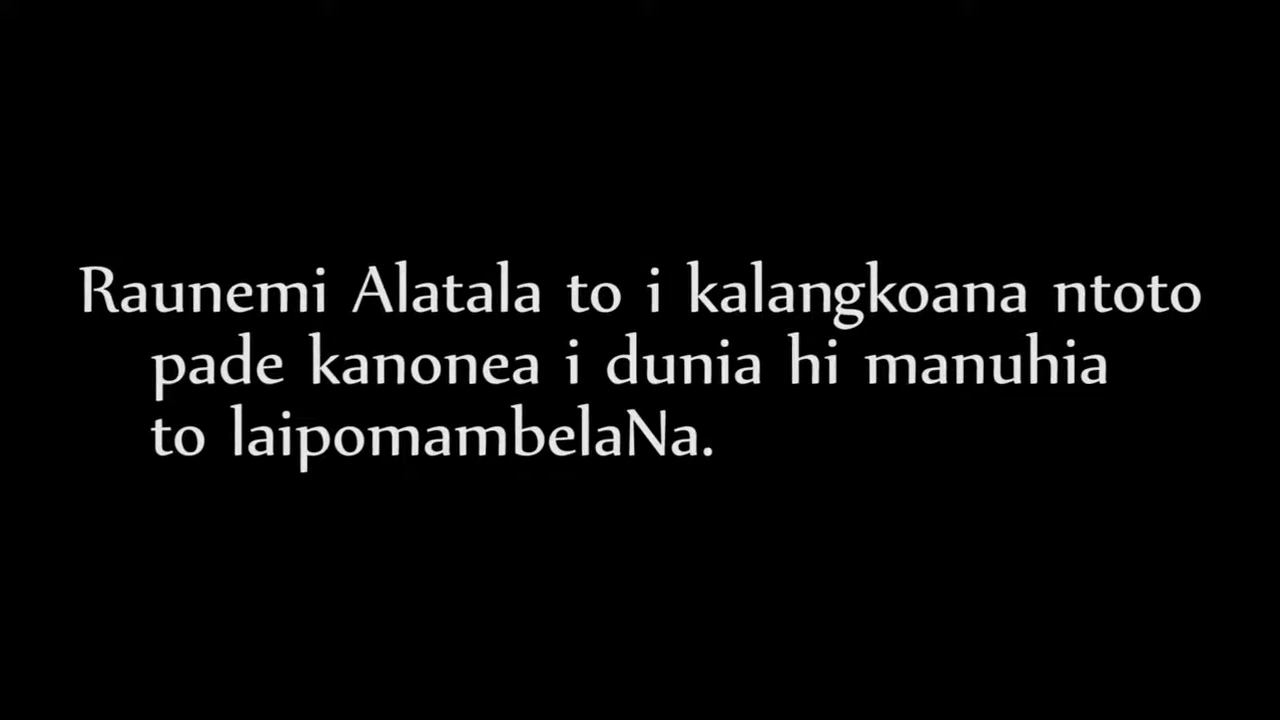 Raunemi Alatala to i kalangkoana ntoto
pade kanonea i dunia hi manuhia
to laipomambelaNa.